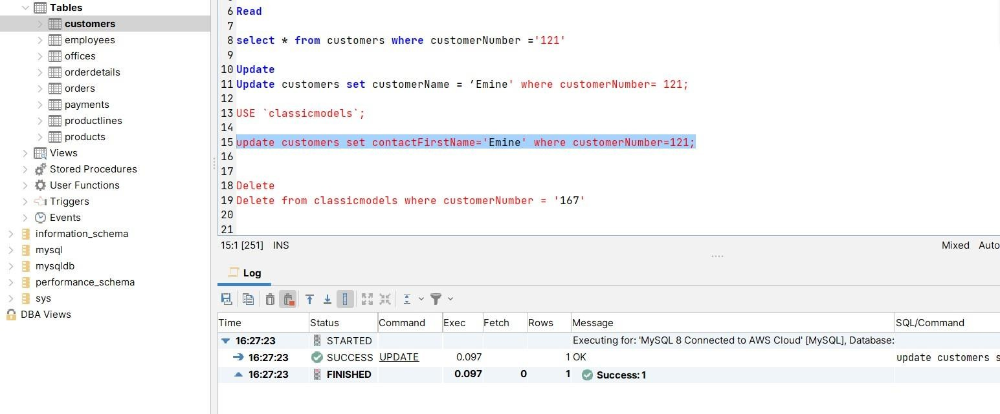 Tables
customers
employees
offices
orderdetails
orders
payments
productlines
products
Views
Stored Procedures
User Functions
Triggers
Events
information_schema
mysql
mysqldb
performance_schema
sys
DBA Views
6 Read
7
8 select * from customers where customerNumber ='121'
9
10 Update
11 Update customers set customerName = ’Emine' where customerNumber= 121;
12
13 USE `classicmodels`;
14
15 update customers set contactFirstName='Emine' where customerNumber=121;
16
17
18 Delete
19 Delete from classicmodels where customerNumber = '167'
20
21
15:1 [251] INS Mixed Auto
Log
Time Status Command Exec Fetch Rows Message SQL/Command
16:27:23 STARTED Executing for: 'MySQL 8 Connected to AWS Cloud' [MySQL], Database:
16:27:23 SUCCESS UPDATE 0.097 1 OK update customers s
16:27:23 FINISHED 0.097 0 1 Success: 1